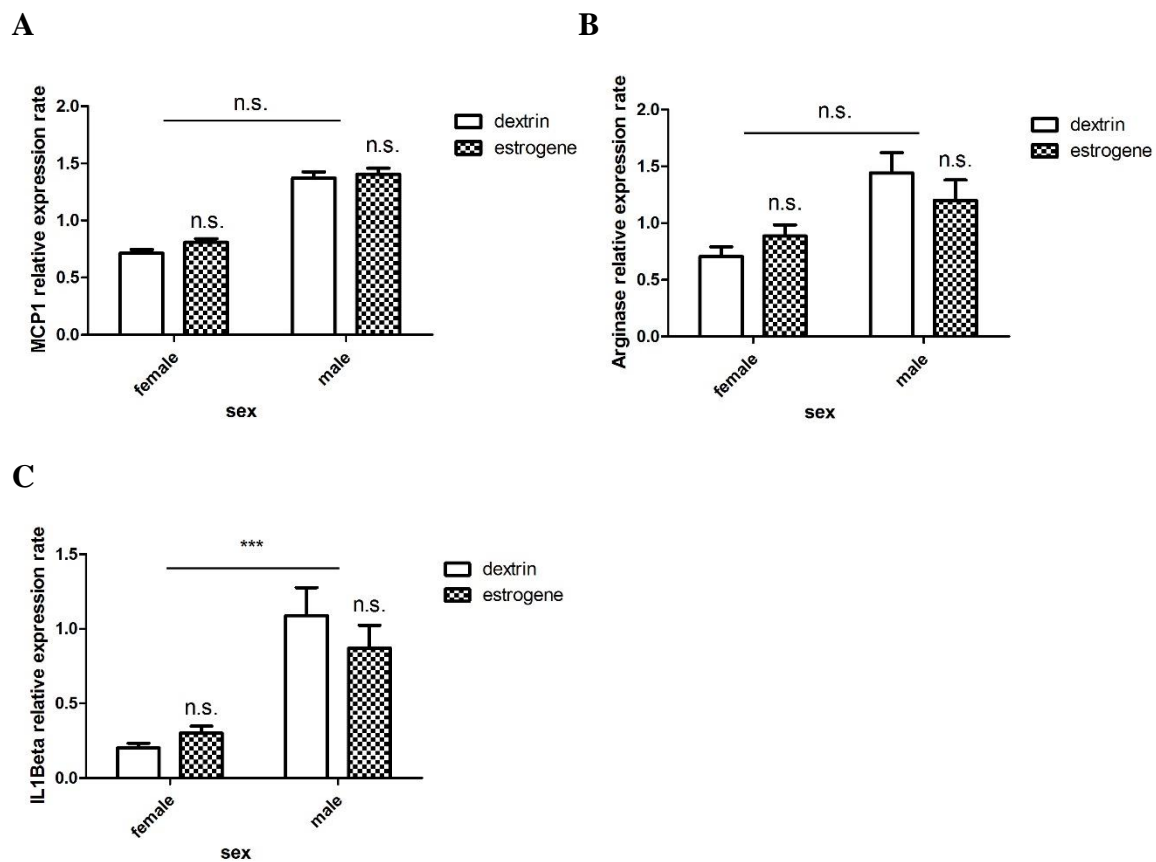 A
MCP1 relative expression rate
2.0
1.5
1.0
0.5
0.0
n.s.
n.s.
n.s.
dextrin
estrogene
female
male
sex
B
Arginase relative expression rate
2.0
1.5
1.0
0.5
0.0
n.s.
n.s.
n.s.
dextrin
estrogene
female
male
sex
C
IL1Beta relative expression rate
1.5
1.0
0.5
0.0
***
n.s.
n.s.
dextrin
estrogene
female
male
sex